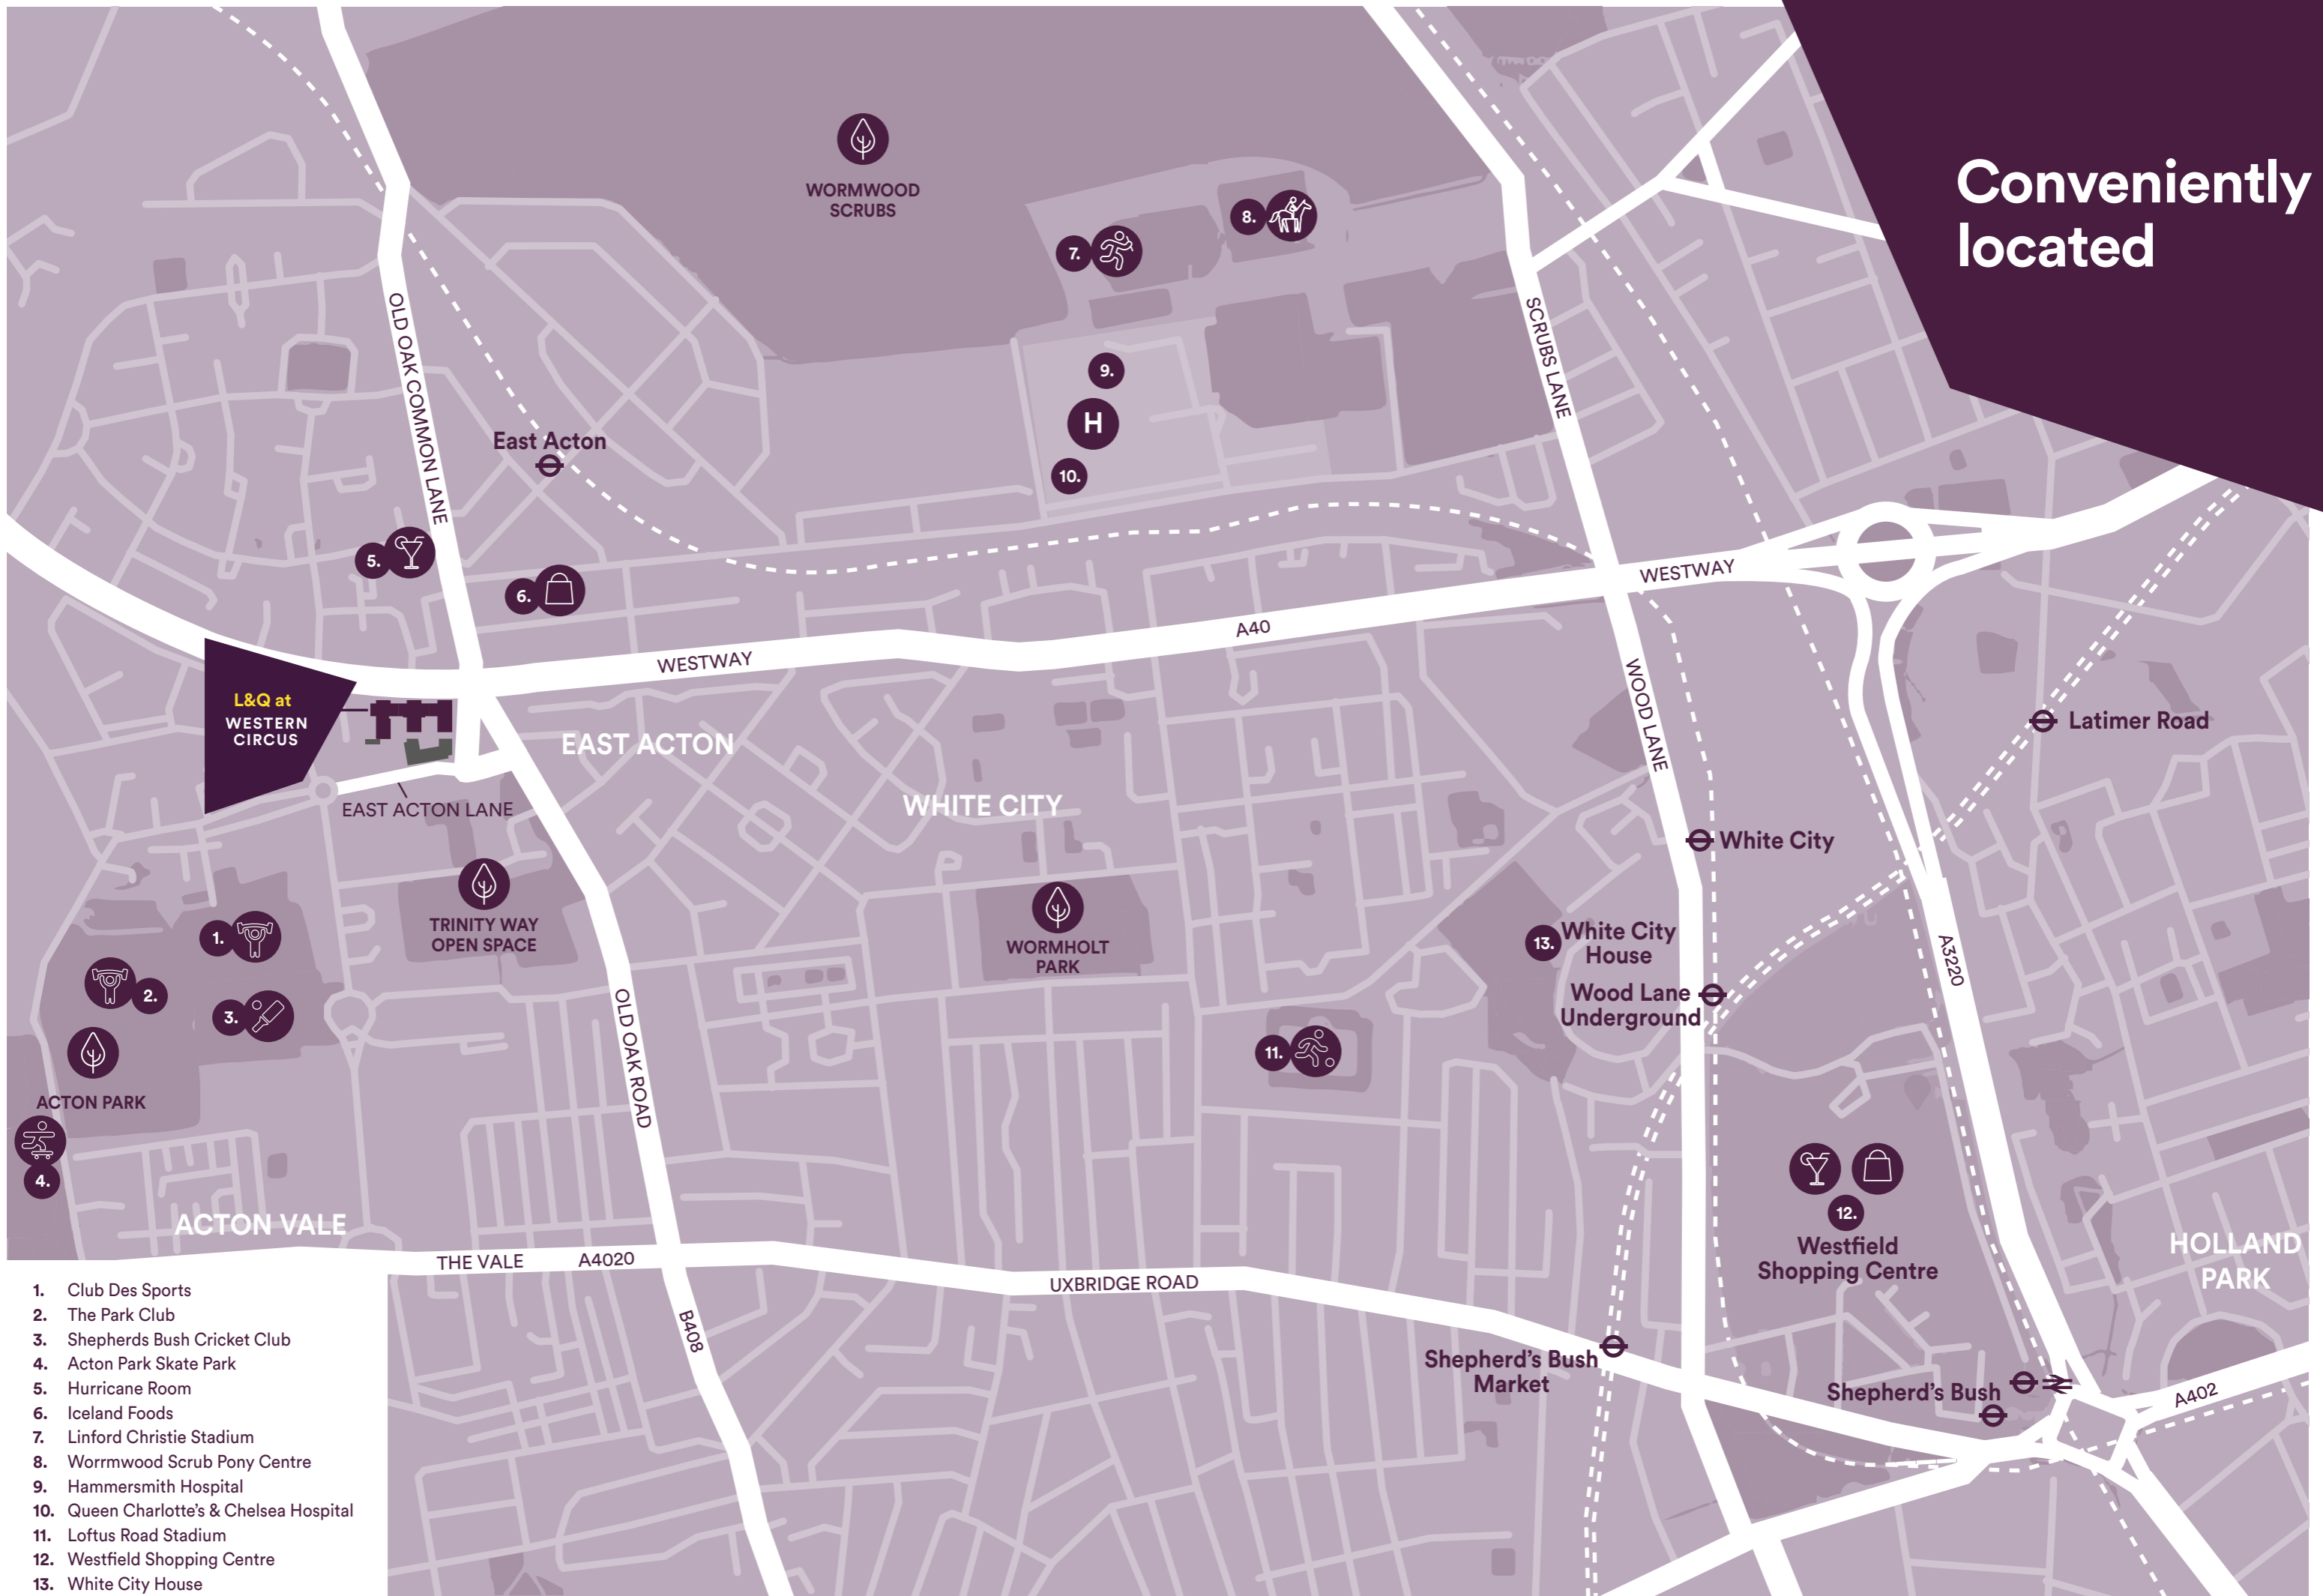 Conveniently
located
WORMWOOD
SCRUBS
8.
7.
OLD OAK COMMON LANE
SCRUBS LANE
9.
H
10.
East Acton
5.
6.
WESTWAY
A40
WESTWAY
L&Q at
WESTERN
CIRCUS
EAST ACTON
EAST ACTON LANE
WHITE CITY
WOOD LANE
Latimer Road
White City
TRINITY WAY
OPEN SPACE
WORMHOLT
PARK
1.
2.
3.
13.
White City
House
Wood Lane
Underground
A3220
OLD OAK ROAD
11.
ACTON PARK
4.
12.
Westfield
Shopping Centre
ACTON VALE
HOLLAND
PARK
THE VALE
A4020
UXBRIDGE ROAD
B408
Shepherd's Bush
Market
Shepherd's Bush
A402
1. Club Des Sports
2. The Park Club
3. Shepherds Bush Cricket Club
4. Acton Park Skate Park
5. Hurricane Room
6. Iceland Foods
7. Linford Christie Stadium
8. Worrmwood Scrub Pony Centre
9. Hammersmith Hospital
10. Queen Charlotte's & Chelsea Hospital
11. Loftus Road Stadium
12. Westfield Shopping Centre
13. White City House